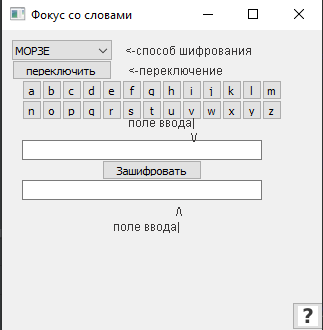 Фокус со словами
МОРЗЕ <-способ шифрования
переключить <-переключение
a b c d e f g h i j k l m
n o p q r s t u v w x y z
поле ввода|
\/
Зашифровать
/\
поле ввода|
?